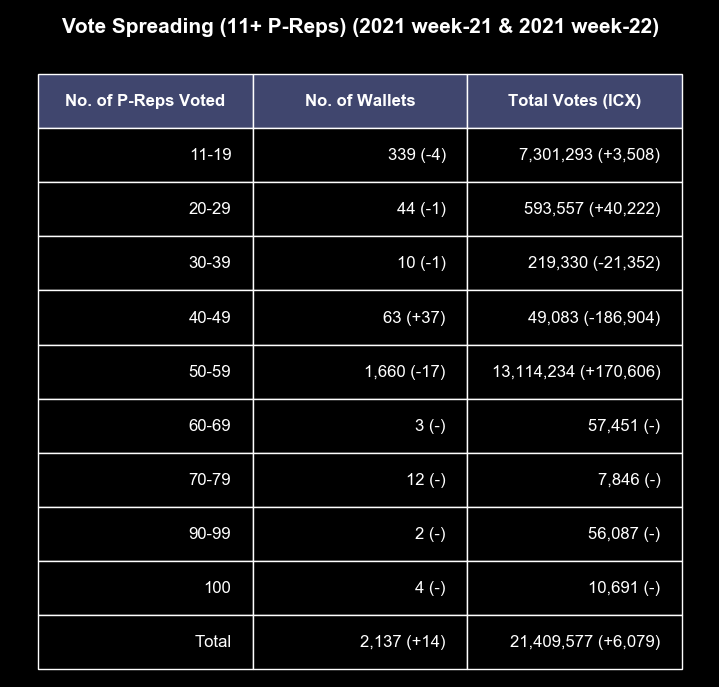 Vote Spreading (11+ P-Reps) (2021 week-21 & 2021 week-22)
No. of P-Reps Voted No. of Wallets Total Votes (ICX)
11-19 339 (-4) 7,301,293 (+3,508)
20-29 44 (-1) 593,557 (+40,222)
30-39 10 (-1) 219,330 (-21,352)
40-49 63 (+37) 49,083 (-186,904)
50-59 1,660 (-17) 13,114,234 (+170,606)
60-69 3 (-) 57,451 (-)
70-79 12 (-) 7,846 (-)
90-99 2 (-) 56,087 (-)
100 4 (-) 10,691 (-)
Total 2,137 (+14) 21,409,577 (+6,079)